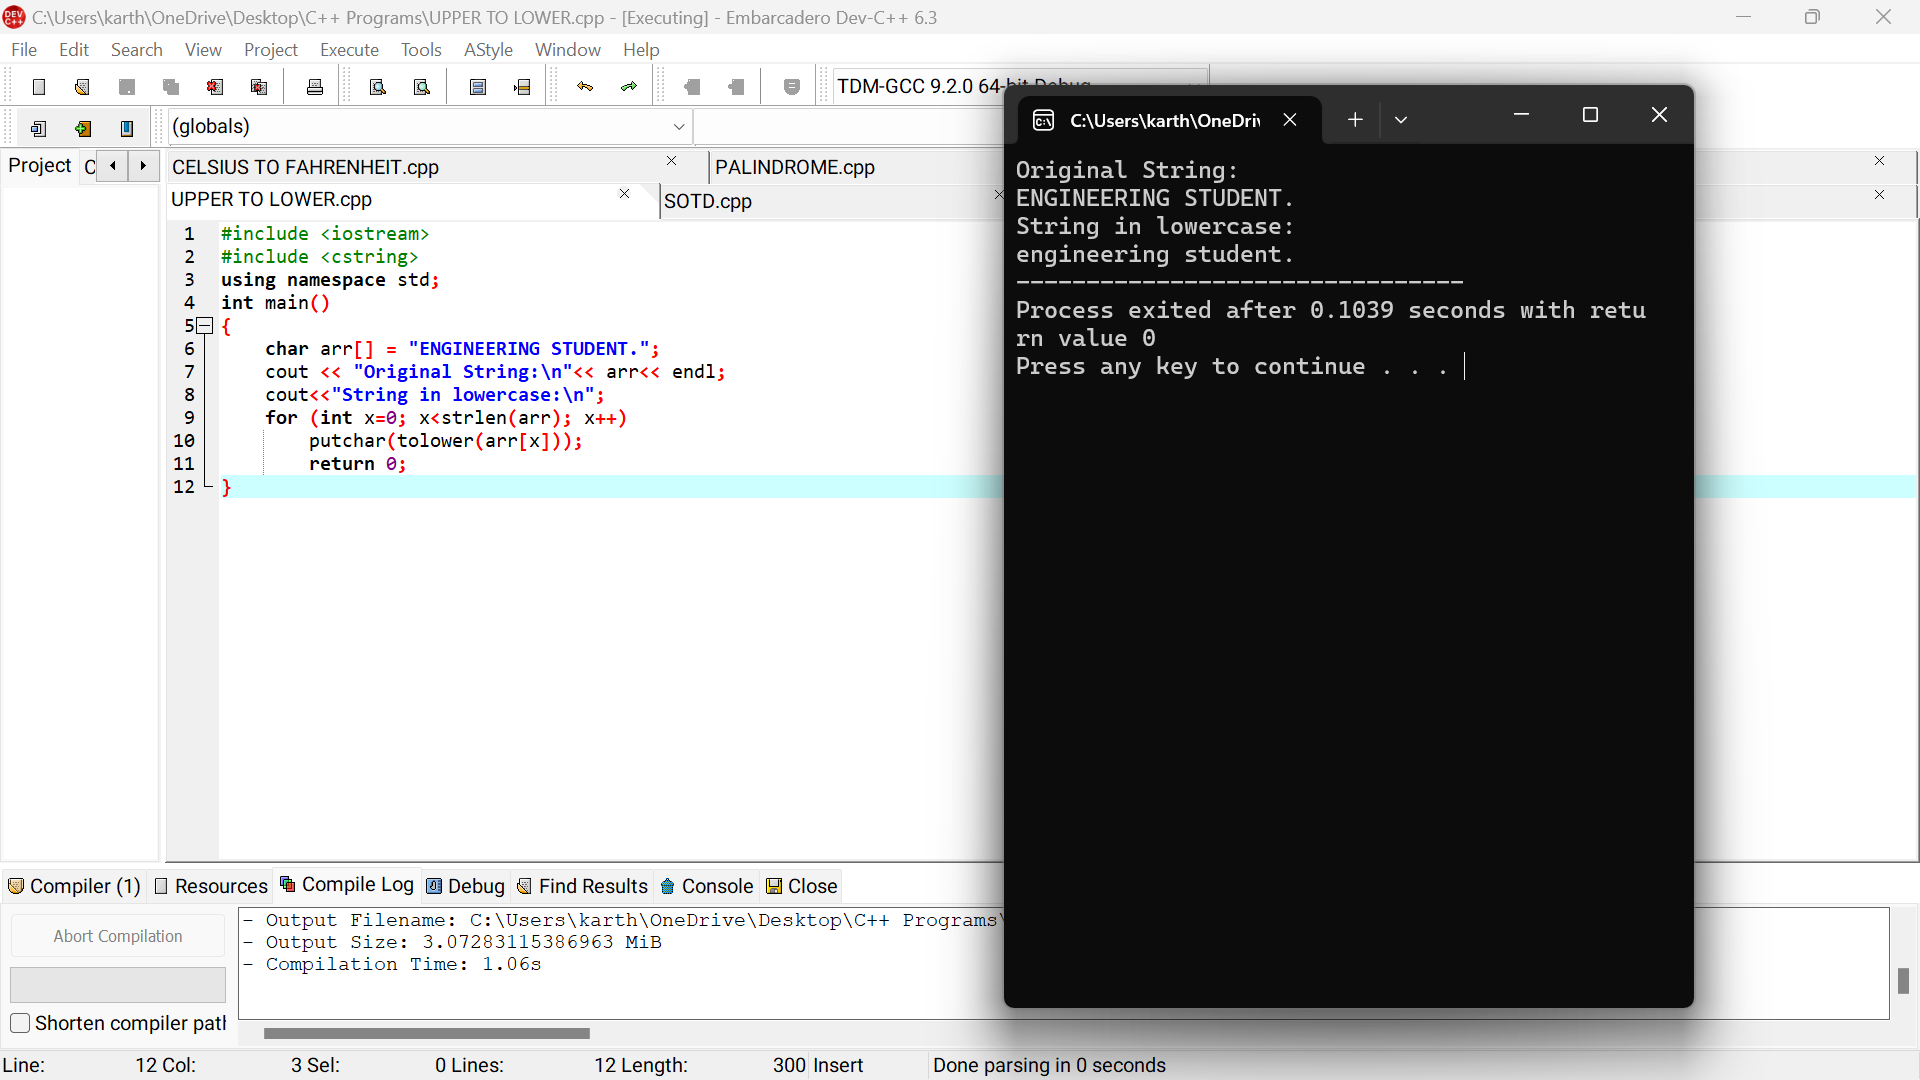 C:\Users\karth\OneDrive\Desktop\C++ Programs\UPPER TO LOWER.cpp - [Executing] - Embarcadero Dev-C++ 6.3
File Edit Search View Project Execute Tools AStyle Window Help
TDM-GCC 9.2.0 64-bit Debug
(globals)
Project
CELSIUS TO FAHRENHEIT.cpp PALINDROME.cpp
UPPER TO LOWER.cpp SOTD.cpp
1 #include <iostream>
2 #include <cstring>
3 using namespace std;
4 int main()
5 {
6 char arr[] = "ENGINEERING STUDENT.";
7 cout << "Original String:\n"<< arr<< endl;
8 cout<<"String in lowercase:\n";
9 for (int x=0; x<strlen(arr); x++)
10 putchar(tolower(arr[x]));
11 return 0;
12 }
C:\Users\karth\OneDri
Original String:
ENGINEERING STUDENT.
String in lowercase:
engineering student.
--------------------------------
Process exited after 0.1039 seconds with retu
rn value 0
Press any key to continue . . .
Compiler (1) Resources Compile Log Debug Find Results Console Close
Abort Compilation
Shorten compiler path
- Output Filename: C:\Users\karth\OneDrive\Desktop\C++ Programs\
- Output Size: 3.07283115386963 MiB
- Compilation Time: 1.06s
Line: 12 Col: 3 Sel: 0 Lines: 12 Length: 300 Insert Done parsing in 0 seconds